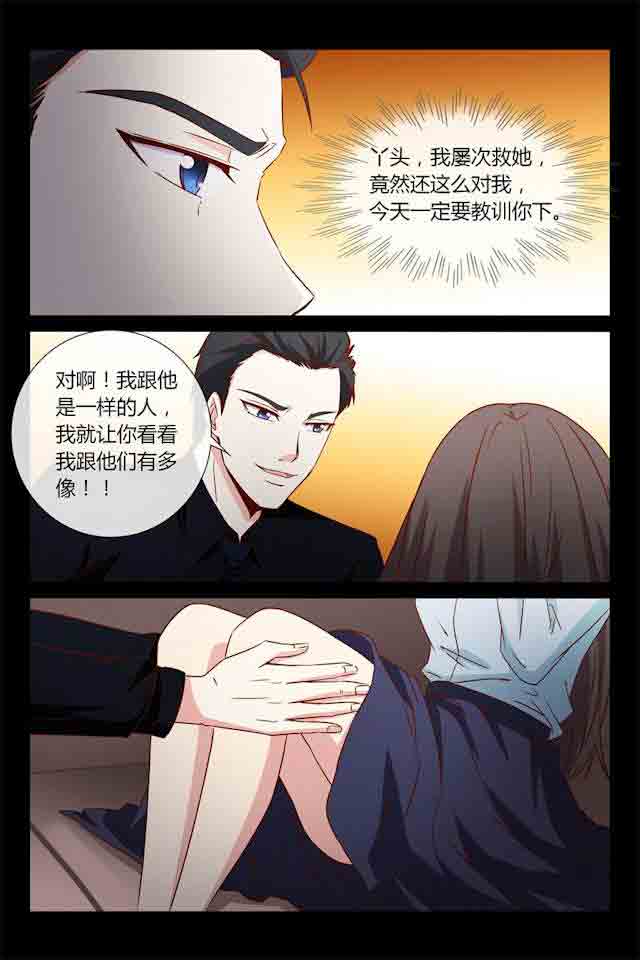 丫头，我屡次救她，
竟然还这么对我，
今天一定要教训你下。
对啊！我跟他
是一样的人，
我就让你看看
我跟他们有多
像！！